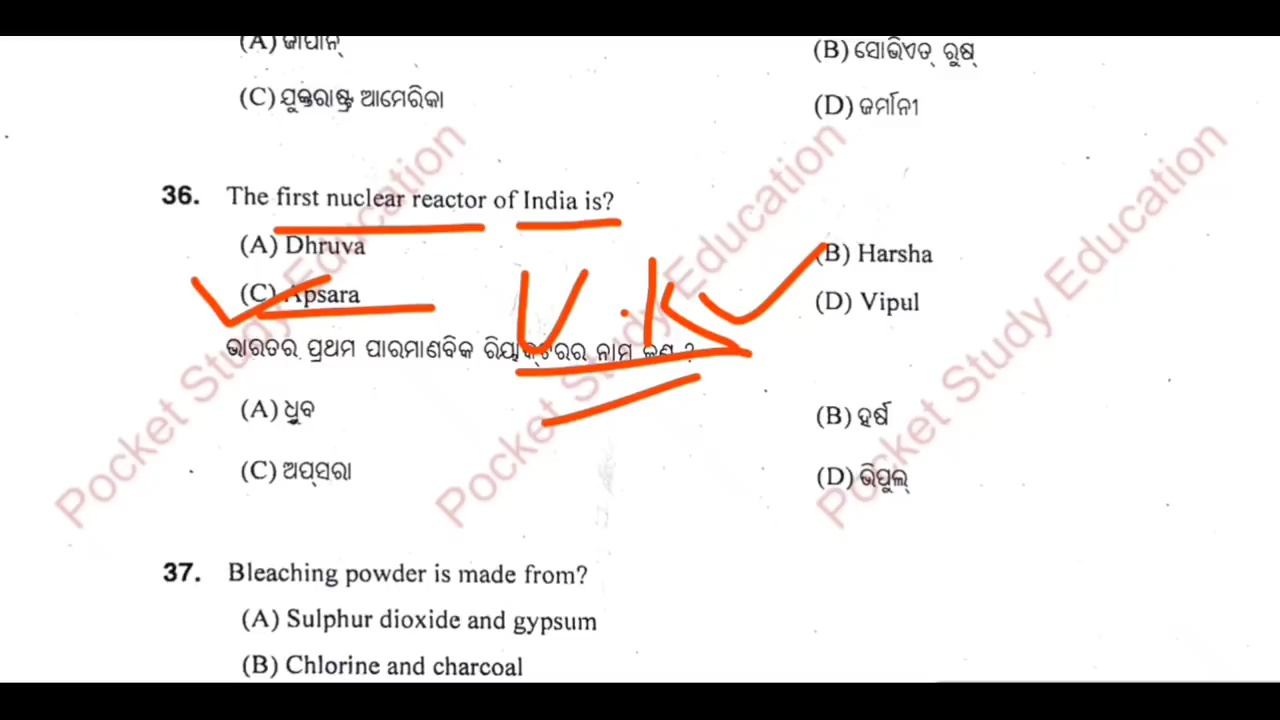 (A) ଜାପାନ୍
(B) ସୋଭିଏତ୍ ରୁଷ୍
(C) ଯୁକ୍ତରାଷ୍ଟ୍ର ଆମେରିକା
(D) ଜର୍ମାନୀ
36. The first nuclear reactor of India is?
(A) Dhruva
(B) Harsha
(C) Apsara
(D) Vipul
U.K
ଭାରତର ପ୍ରଥମ ପାରମାଣବିକ ରିୟାକ୍ଟରର ନାମ କଣ ?
(A) ଧ୍ରୁବ
(B) ହର୍ଷ
(C) ଅପ୍ସରା
(D) ଭିପୁଲ୍
37. Bleaching powder is made from?
(A) Sulphur dioxide and gypsum
(B) Chlorine and charcoal
Pocket Study Education
Pocket Study Education
Pocket Study Education